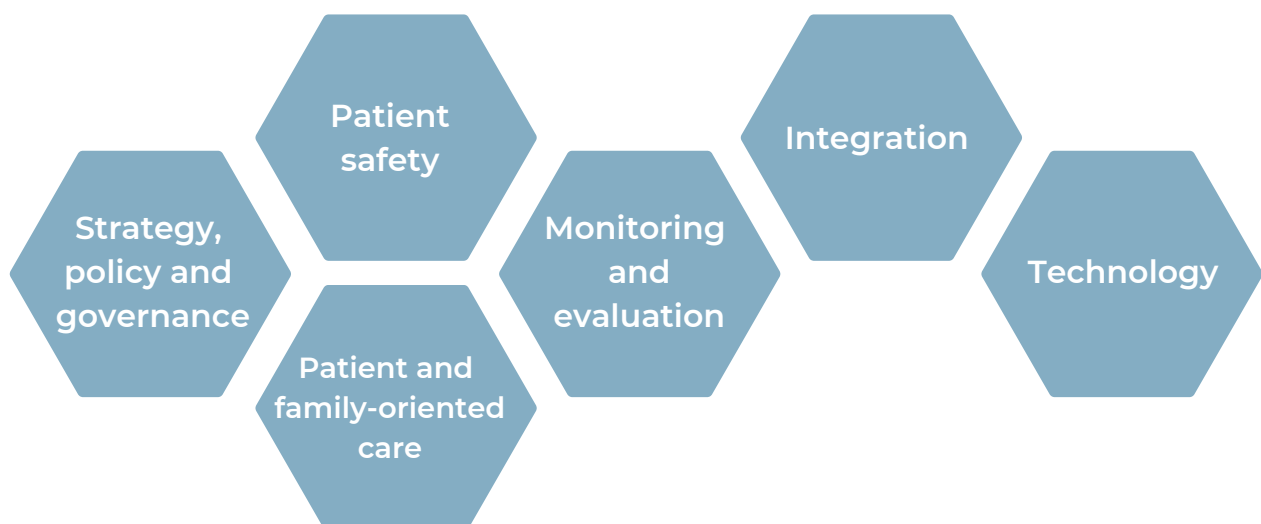 Strategy,
policy and
governance
Patient
safety
Patient and
family-oriented
care
Monitoring
and
evaluation
Integration
Technology